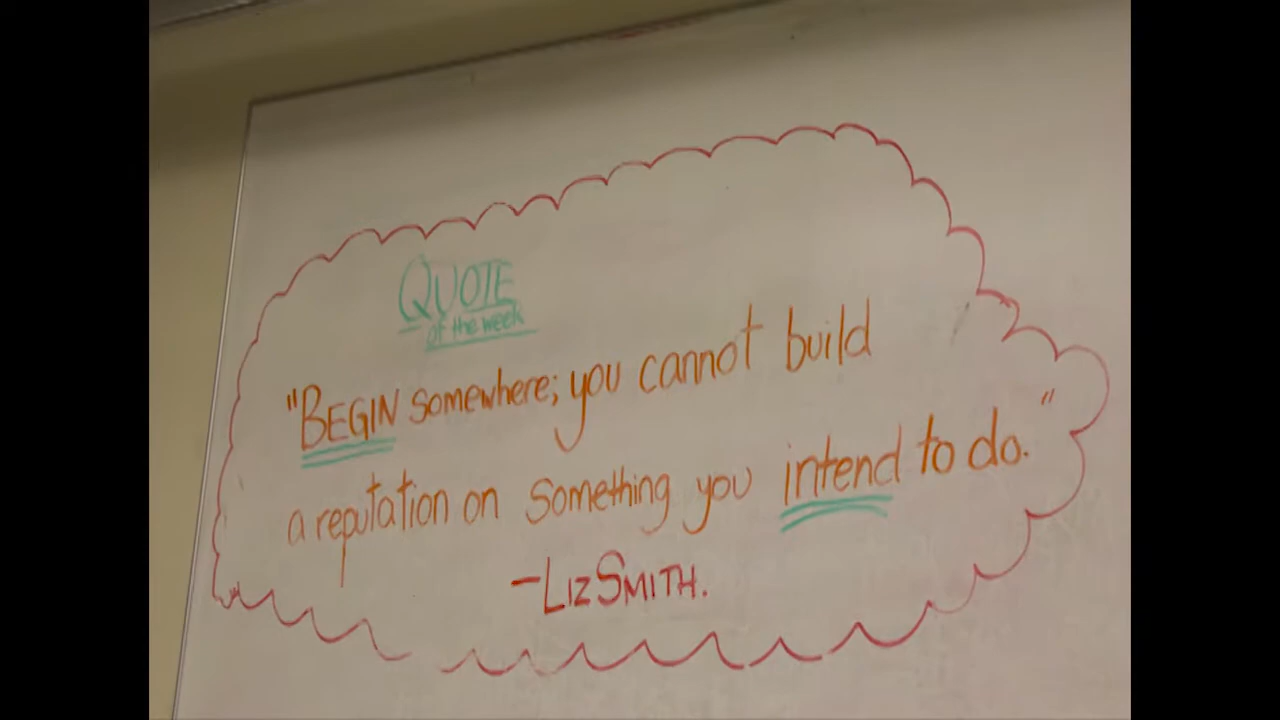 QUOTE
of the week
"BEGIN somewhere; you cannot build
a reputation on something you intend to do."
-LIZ SMITH.